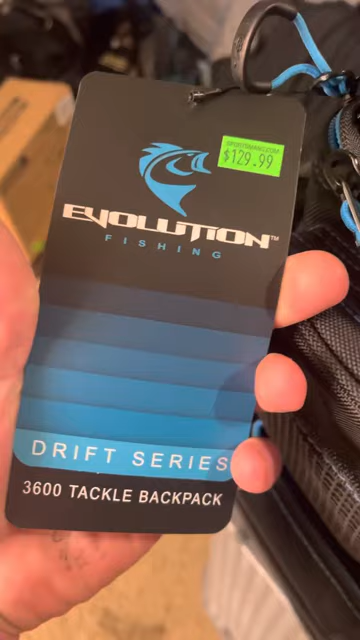 $129.99
EVOLUTION™
FISHING
DRIFT SERIES
3600 TACKLE BACKPACK